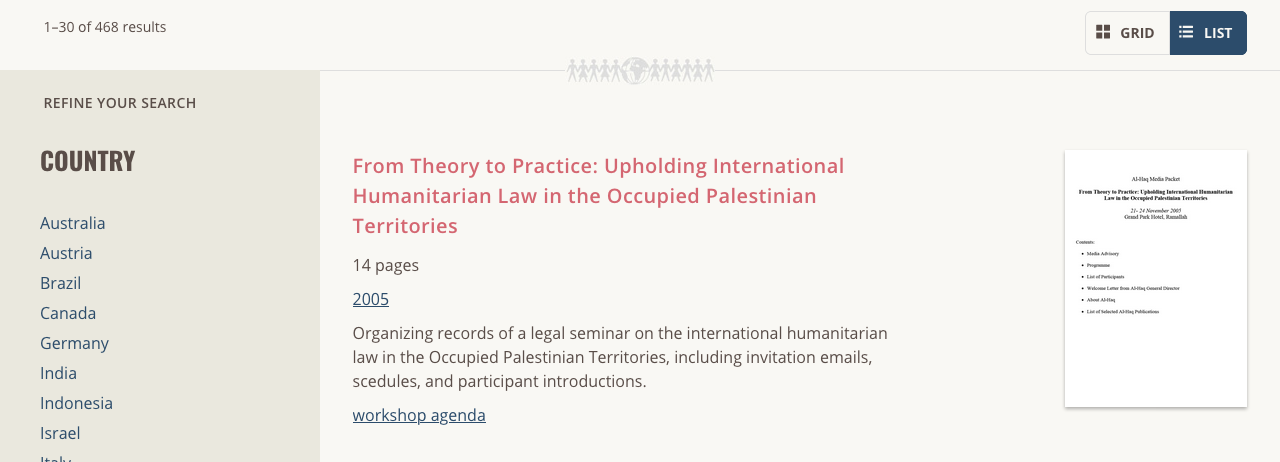 1–30 of 468 results
GRID
LIST
REFINE YOUR SEARCH
COUNTRY
Australia
Austria
Brazil
Canada
Germany
India
Indonesia
Israel
Italy
From Theory to Practice: Upholding International
Humanitarian Law in the Occupied Palestinian
Territories
14 pages
2005
Organizing records of a legal seminar on the international humanitarian
law in the Occupied Palestinian Territories, including invitation emails,
scedules, and participant introductions.
workshop agenda
Al-Haq Media Packet
From Theory to Practice: Upholding International Humanitarian
Law in the Occupied Palestinian Territories
21- 24 November 2005
Grand Park Hotel, Ramallah
Contents:
• Media Advisory
• Programme
• List of Participants
• Welcome Letter from Al-Haq General Director
• About Al-Haq
• List of Selected Al-Haq Publications